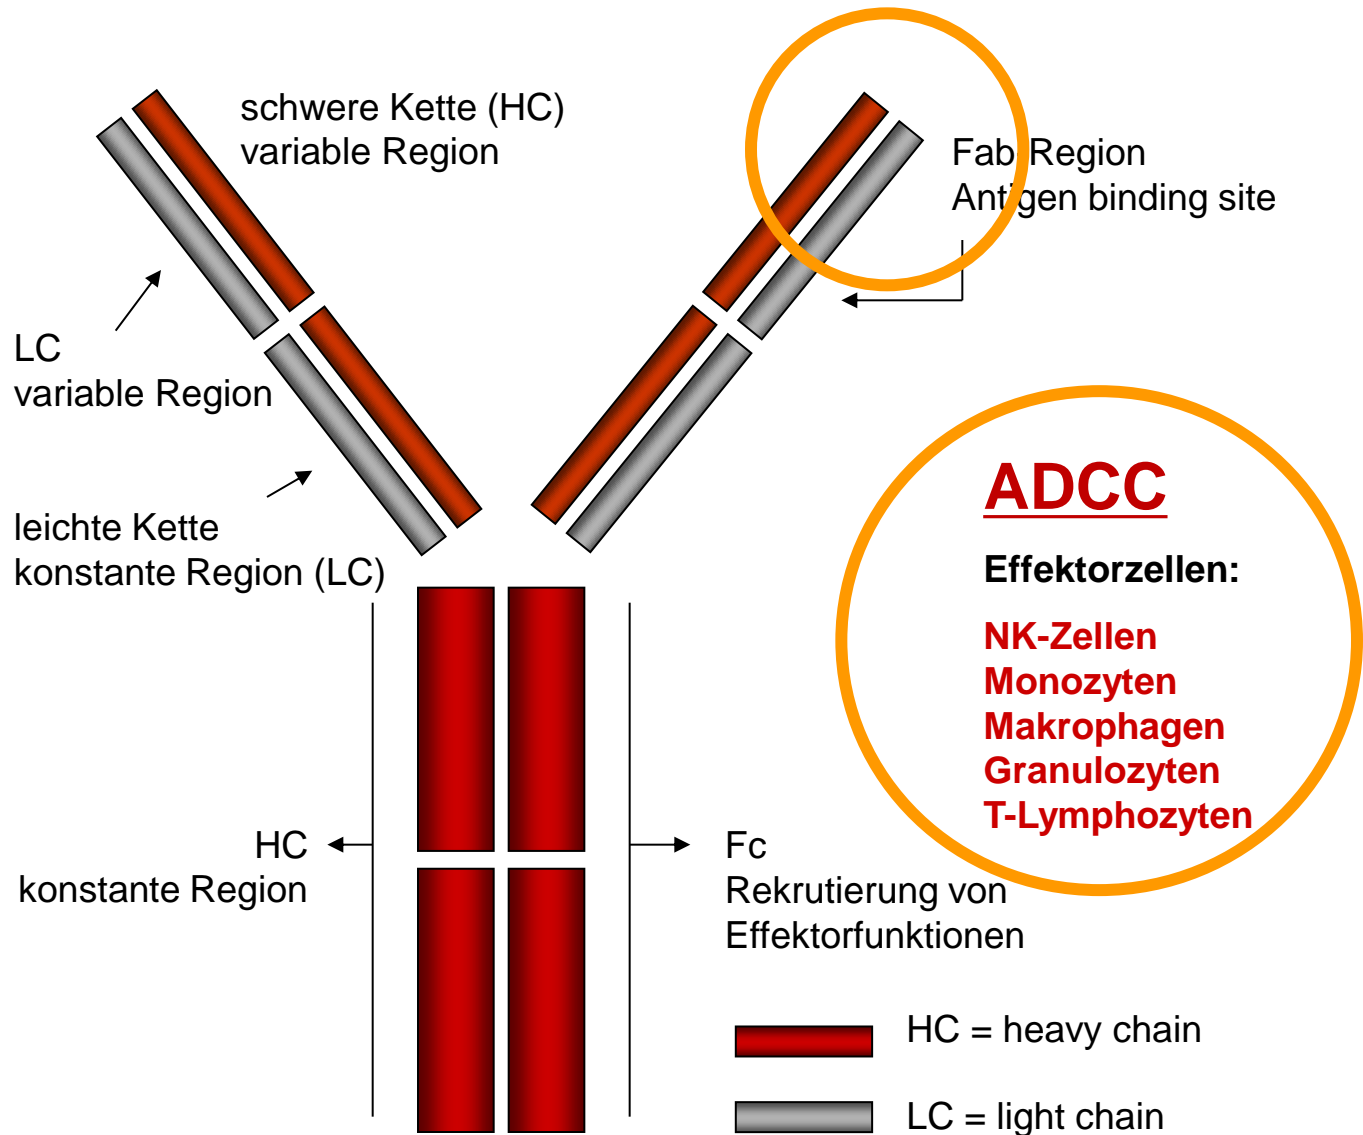 schwere Kette (HC)
variable Region
Fab Region
Antigen binding site
LC
variable Region
leichte Kette
konstante Region (LC)
ADCC
Effektorzellen:
NK-Zellen
Monozyten
Makrophagen
Granulozyten
T-Lymphozyten
HC
konstante Region
Fc
Rekrutierung von
Effektorfunktionen
HC = heavy chain
LC = light chain